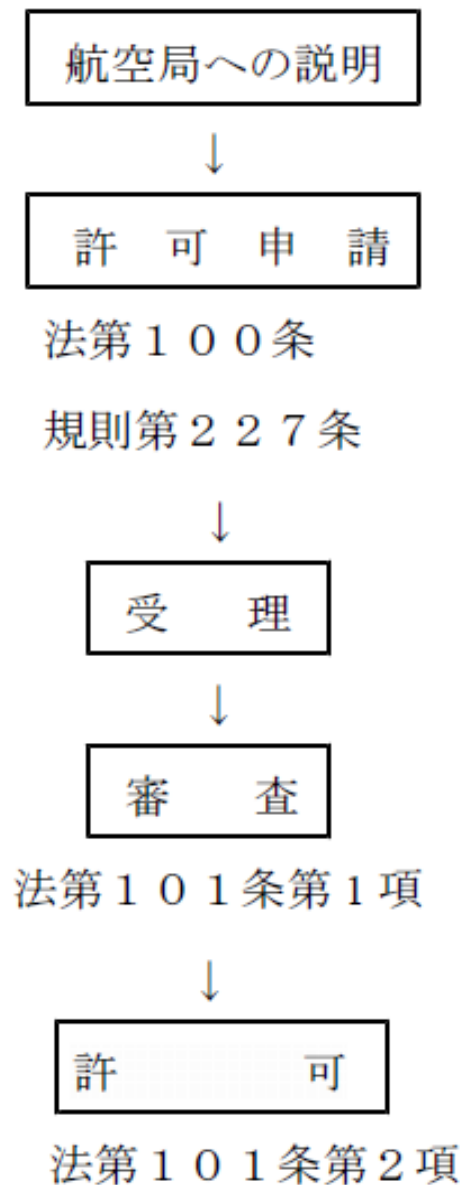 航空局への説明
↓
許　可　申　請
法第１００条
規則第２２７条
↓
受　理
↓
審　査
法第１０１条第１項
↓
許　可
法第１０１条第２項